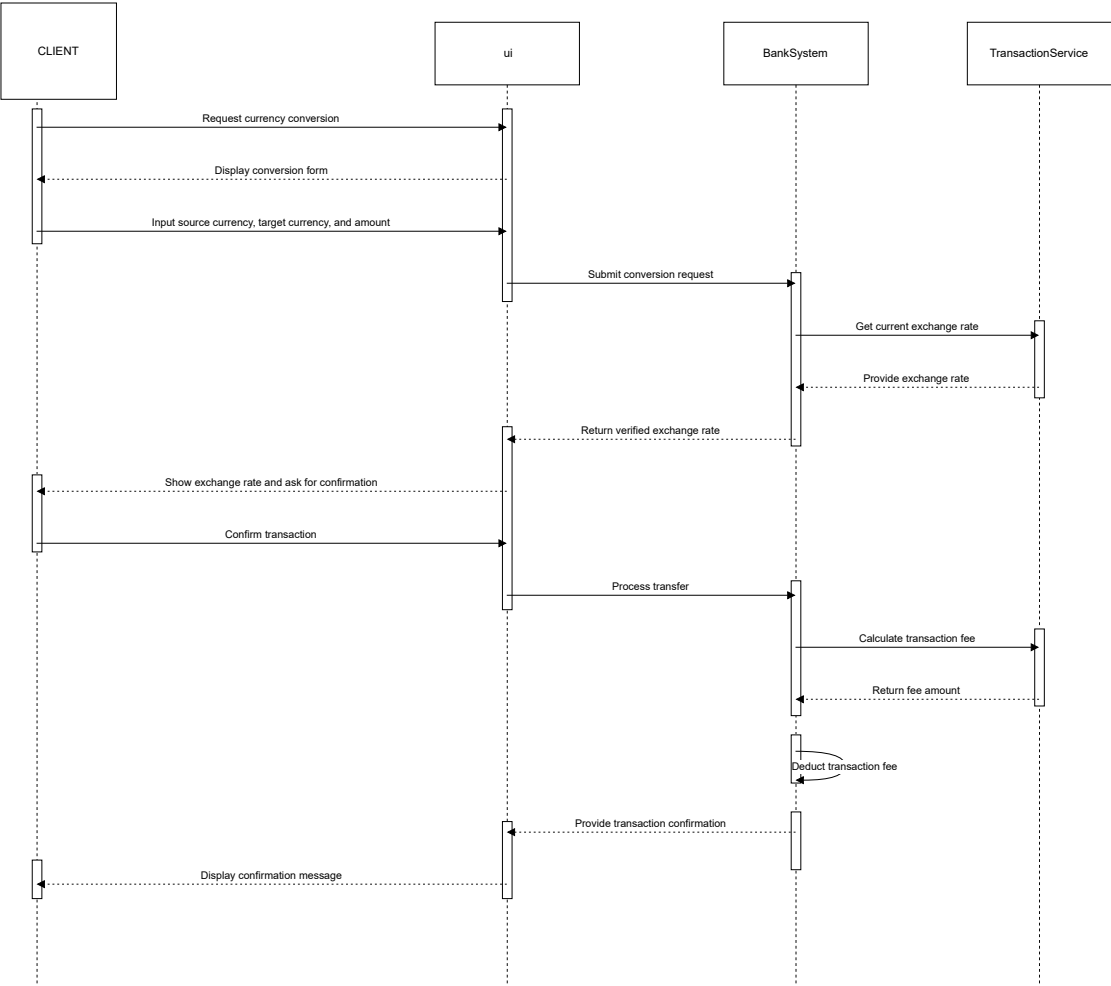 CLIENT
ui
BankSystem
TransactionService
Request currency conversion
Display conversion form
Input source currency, target currency, and amount
Submit conversion request
Get current exchange rate
Provide exchange rate
Return verified exchange rate
Show exchange rate and ask for confirmation
Confirm transaction
Process transfer
Calculate transaction fee
Return fee amount
Deduct transaction fee
Provide transaction confirmation
Display confirmation message